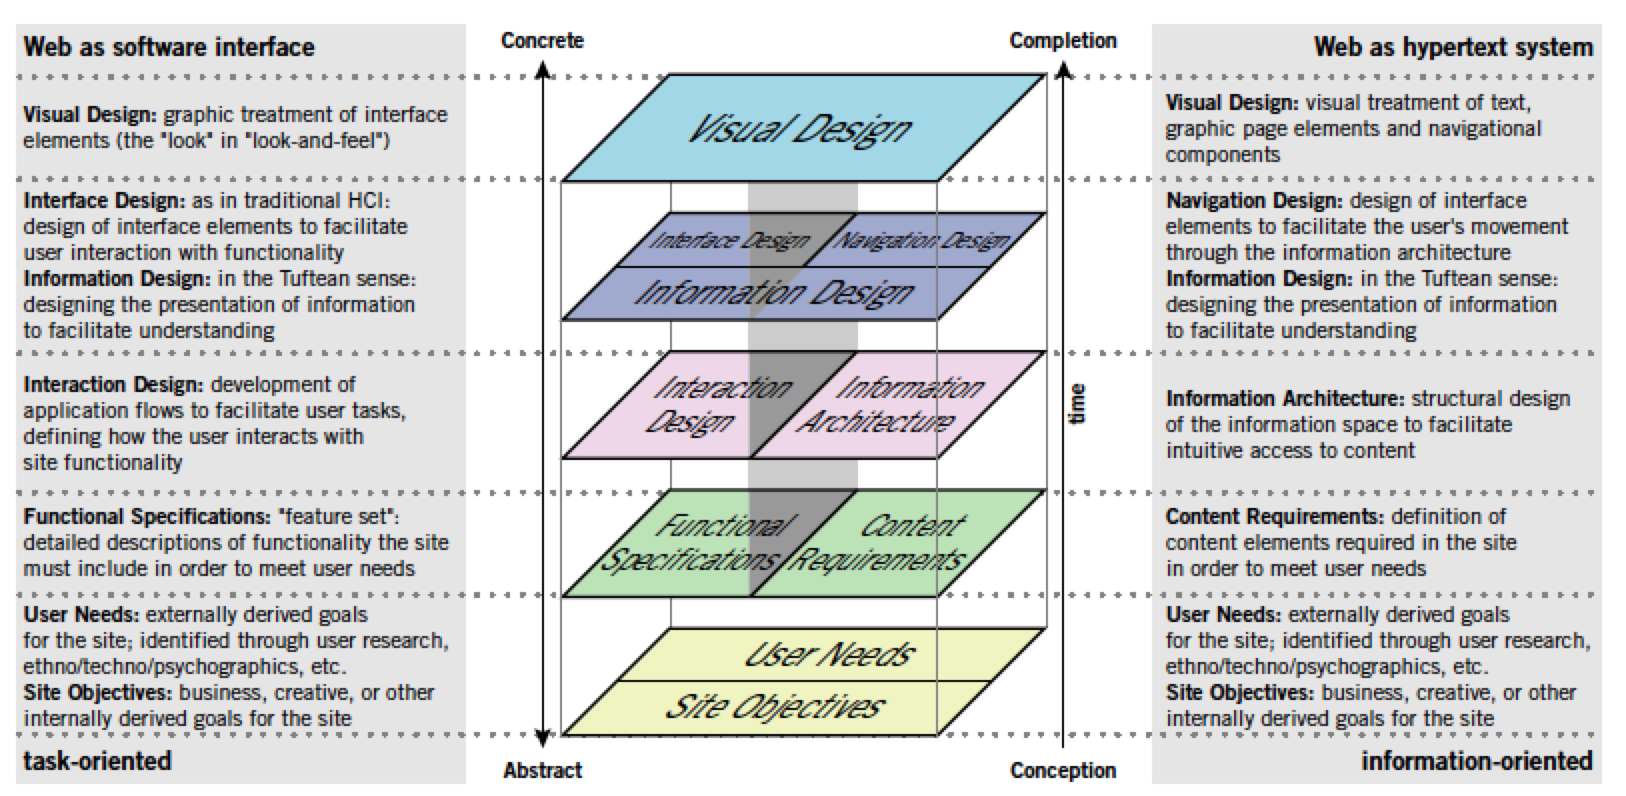 Web as software interface
Visual Design: graphic treatment of interface
elements (the "look" in "look-and-feel")
Interface Design: as in traditional HCI:
design of interface elements to facilitate
user interaction with functionality
Information Design: in the Tuftean sense:
designing the presentation of information
to facilitate understanding
Interaction Design: development of
application flows to facilitate user tasks,
defining how the user interacts with
site functionality
Functional Specifications: "feature set":
detailed descriptions of functionality the site
must include in order to meet user needs
User Needs: externally derived goals
for the site; identified through user research,
ethno/techno/psychographics, etc.
Site Objectives: business, creative, or other
internally derived goals for the site
task-oriented
Concrete
Completion
Visual Design
Interface Design
Navigation Design
Information Design
Interaction
Design
Information
Architecture
time
Functional
Specifications
Content
Requirements
User Needs
Site Objectives
Abstract
Conception
Web as hypertext system
Visual Design: visual treatment of text,
graphic page elements and navigational
components
Navigation Design: design of interface
elements to facilitate the user's movement
through the information architecture
Information Design: in the Tuftean sense:
designing the presentation of information
to facilitate understanding
Information Architecture: structural design
of the information space to facilitate
intuitive access to content
Content Requirements: definition of
content elements required in the site
in order to meet user needs
User Needs: externally derived goals
for the site; identified through user research,
ethno/techno/psychographics, etc.
Site Objectives: business, creative, or other
internally derived goals for the site
information-oriented